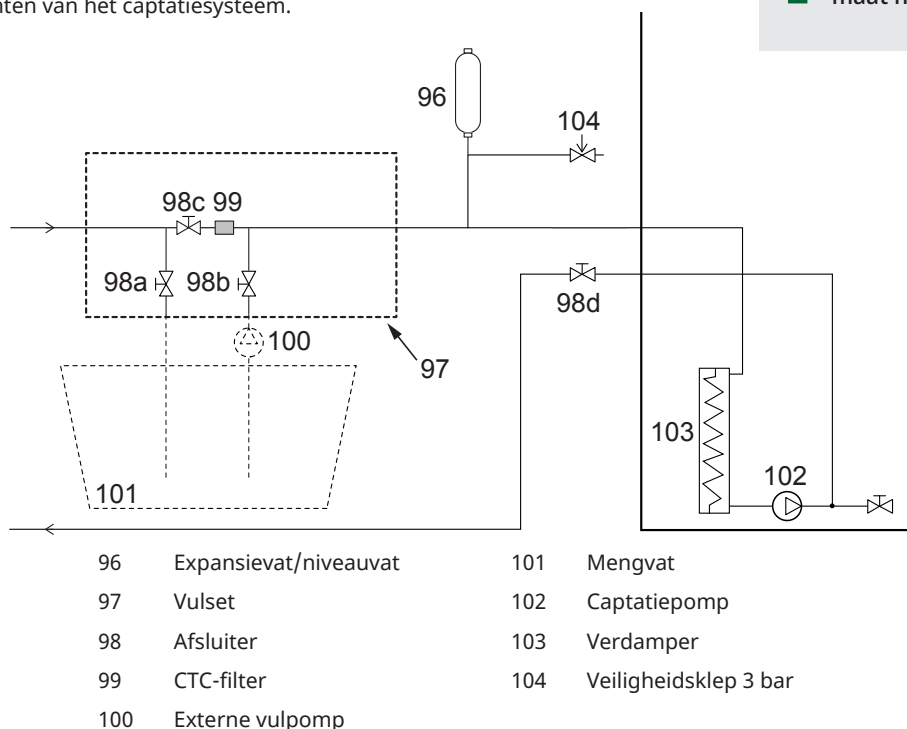 van het captatiesysteem.
96
104
98c 99
98a
98b
98d
100
97
103
102
101
96 Expansievat/niveauvat
97 Vulset
98 Afsluiter
99 CTC-filter
100 Externe vulpomp
101 Mengvat
102 Captatiepomp
103 Verdamper
104 Veiligheidsklep 3 bar